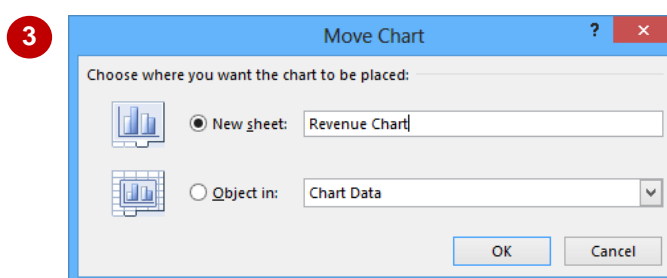 3
Move Chart
?
Choose where you want the chart to be placed:
New sheet: Revenue Chart
Object in: Chart Data
OK Cancel